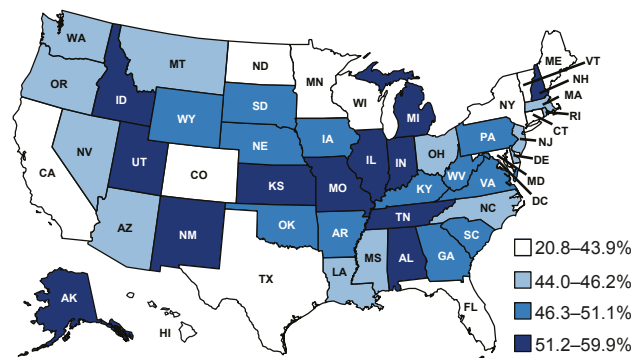 WA
OR
CA
NV
ID
MT
WY
UT
AZ
CO
NM
ND
SD
NE
KS
OK
TX
MN
IA
MO
AR
LA
WI
IL
MI
IN
OH
KY
TN
MS
AL
GA
FL
SC
NC
VA
WV
PA
NY
ME
VT
NH
MA
RI
CT
NJ
DE
MD
DC
AK
HI
20.8–43.9%
44.0–46.2%
46.3–51.1%
51.2–59.9%